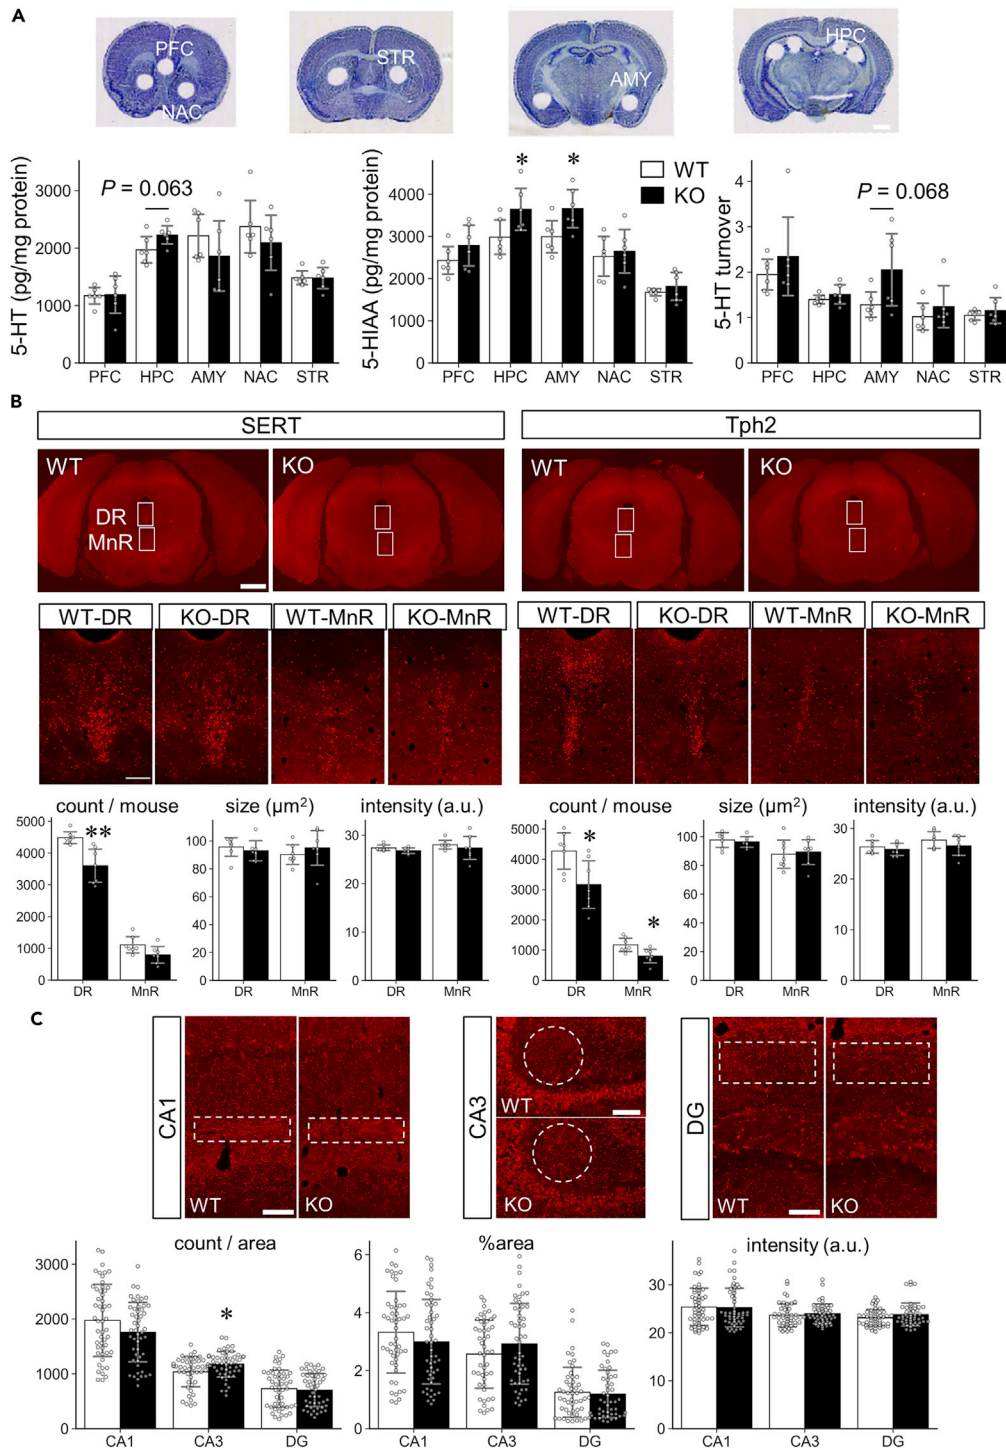 A
PFC
NAC
STR
AMY
HPC
5-HT (pg/mg protein)
3000
2000
1000
0
P = 0.063
PFC HPC AMY NAC STR
5-HIAA (pg/mg protein)
4000
3000
2000
1000
0
* *
PFC HPC AMY NAC STR
WT
KO
5-HT turnover
4
3
2
1
0
P = 0.068
PFC HPC AMY NAC STR
B
SERT
Tph2
WT
DR
MnR
KO
WT
KO
WT-DR KO-DR WT-MnR KO-MnR
WT-DR KO-DR WT-MnR KO-MnR
count / mouse
5000
4000
3000
2000
1000
0
**
DR MnR
size (µm²)
100
80
60
40
20
0
DR MnR
intensity (a.u.)
30
20
10
0
DR MnR
count / mouse
5000
4000
3000
2000
1000
0
* *
DR MnR
size (µm²)
100
80
60
40
20
0
DR MnR
intensity (a.u.)
30
20
10
0
DR MnR
C
CA1
WT
KO
CA3
WT
KO
DG
WT
KO
count / area
3000
2000
1000
0
*
CA1 CA3 DG
%area
6
4
2
0
CA1 CA3 DG
intensity (a.u.)
30
20
10
0
CA1 CA3 DG